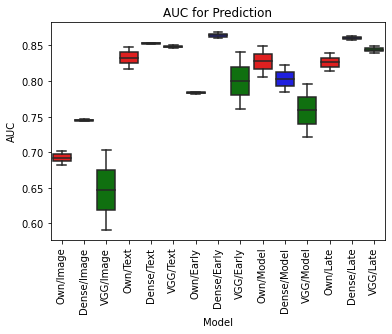 AUC for Prediction
0.85
0.80
0.75
0.70
0.65
0.60
AUC
Own/Image
Dense/Image
VGG/Image
Own/Text
Dense/Text
VGG/Text
Own/Early
Dense/Early
VGG/Early
Own/Model
Dense/Model
VGG/Model
Own/Late
Dense/Late
VGG/Late
Model